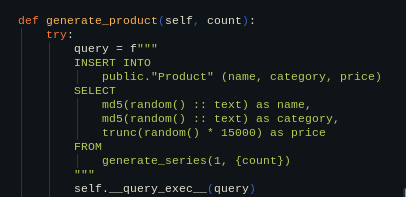 def generate_product(self, count):
try:
query = f"""
INSERT INTO
public."Product" (name, category, price)
SELECT
md5(random() :: text) as name,
md5(random() :: text) as category,
trunc(random() * 15000) as price
FROM
generate_series(1, {count})
"""
self.__query_exec__(query)